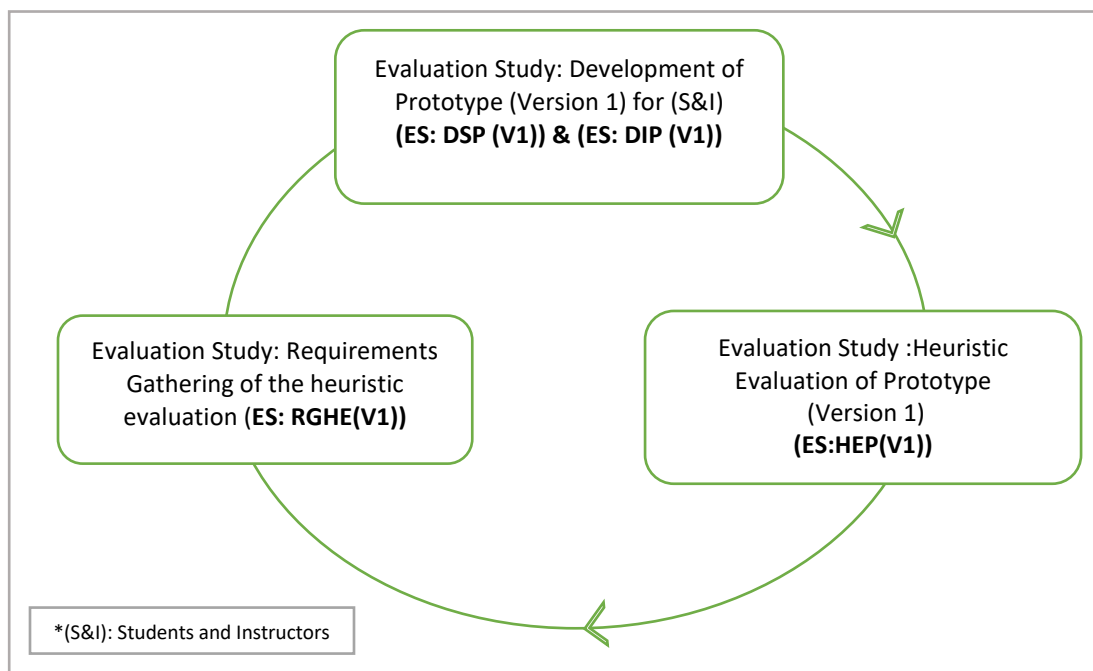 Evaluation Study: Development of
Prototype (Version 1) for (S&I)
(ES: DSP (V1)) & (ES: DIP (V1))
Evaluation Study: Requirements
Gathering of the heuristic
evaluation (ES: RGHE(V1))
Evaluation Study :Heuristic
Evaluation of Prototype
(Version 1)
(ES:HEP(V1))
*(S&I): Students and Instructors